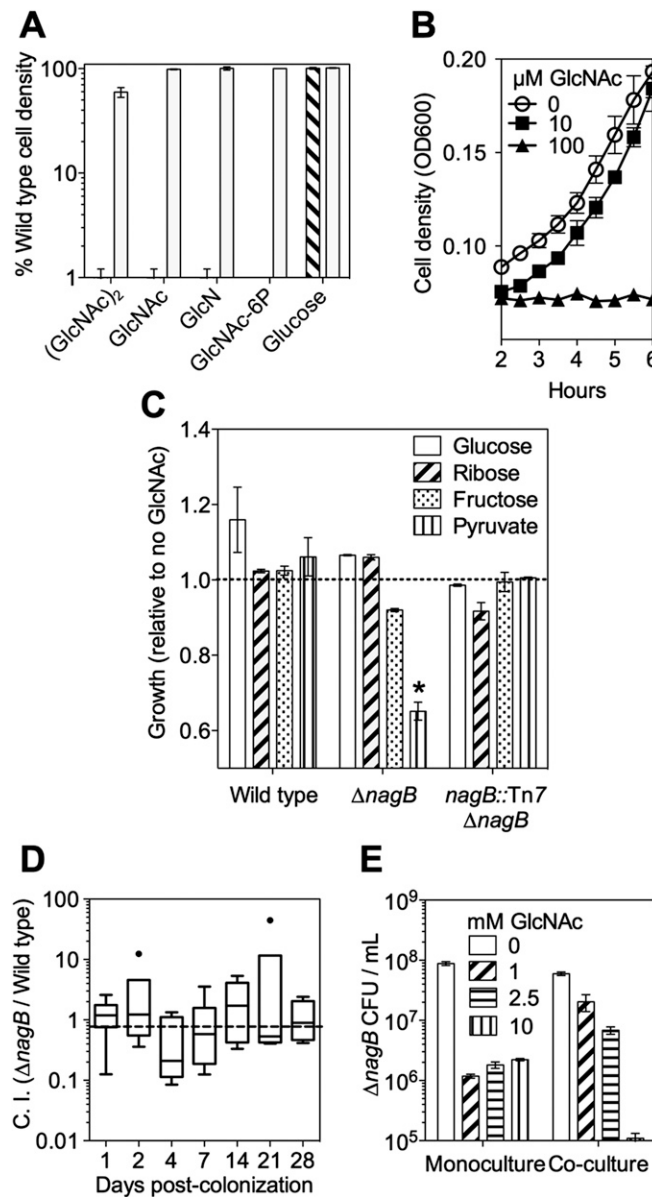 A
% Wild type cell density
100
10
1
(GlcNAc)2
GlcNAc
GlcN
GlcNAc-6P
Glucose
B
Cell density (OD600)
0.20
0.15
0.10
µM GlcNAc
0
10
100
2 3 4 5 6
Hours
C
Growth (relative to no GlcNAc)
1.4
1.2
1.0
0.8
0.6
Glucose
Ribose
Fructose
Pyruvate
*
Wild type ΔnagB nagB::Tn7
ΔnagB
D
C. I. (ΔnagB / Wild type)
100
10
1
0.1
0.01
1 2 4 7 14 21 28
Days post-colonization
E
ΔnagB CFU / mL
10⁹
10⁸
10⁷
10⁶
10⁵
mM GlcNAc
0
1
2.5
10
Monoculture Co-culture